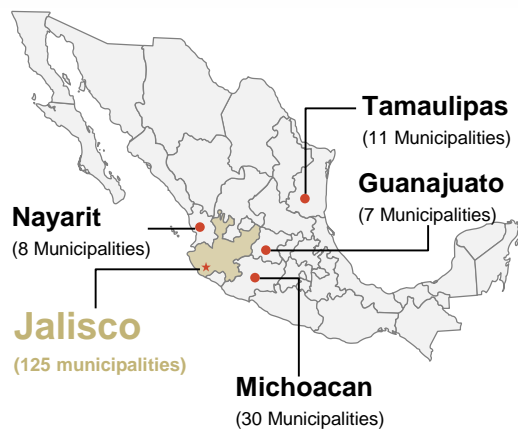 Tamaulipas
(11 Municipalities)
Guanajuato
(7 Municipalities)
Nayarit
(8 Municipalities)
Jalisco
(125 municipalities)
Michoacan
(30 Municipalities)